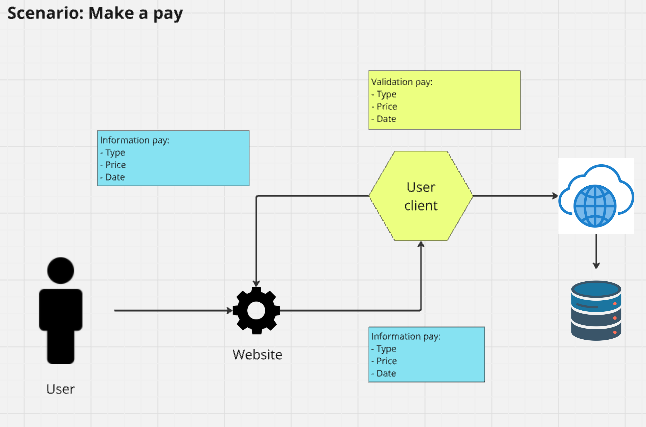 Scenario: Make a pay
Validation pay:
- Type
- Price
- Date
Information pay:
- Type
- Price
- Date
User
client
Website
Information pay:
- Type
- Price
- Date
User